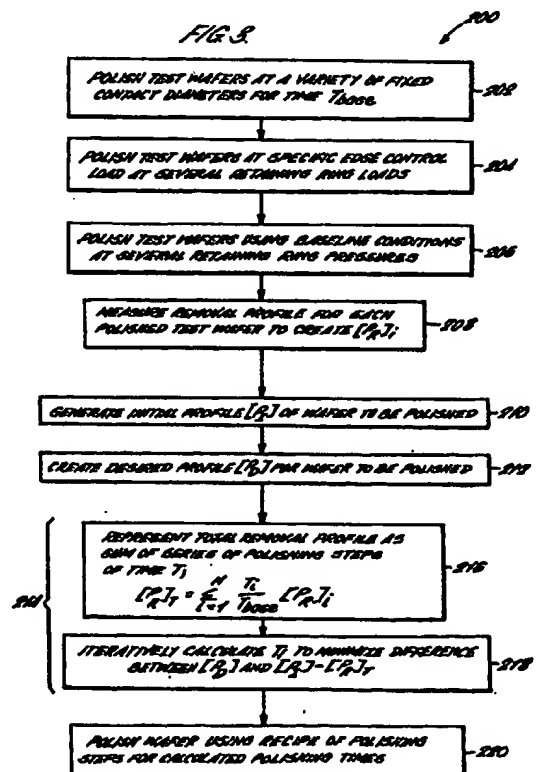 FIG. 3.
200
POLISH TEST WAFERS AT A VARIETY OF FIXED
CONTACT DIAMETERS FOR TIME Tbase
202
POLISH TEST WAFERS AT SPECIFIC EDGE CONTROL
LOAD AT SEVERAL RETAINING RING LOADS
204
POLISH TEST WAFERS USING BASELINE CONDITIONS
AT SEVERAL RETAINING RING PRESSURES
206
MEASURE REMOVAL PROFILE FOR EACH
POLISHED TEST WAFER TO CREATE [PR]i
208
GENERATE INITIAL PROFILE [PI] OF WAFER TO BE POLISHED
210
CREATE DESIRED PROFILE [PD] FOR WAFER TO BE POLISHED
212
214
REPRESENT TOTAL REMOVAL PROFILE AS
SUM OF SERIES OF POLISHING STEPS
OF TIME Ti
[PR]T = Σ i=1 N Ti/Tbase [PR]i
216
ITERATIVELY CALCULATE Ti TO MINIMIZE DIFFERENCE
BETWEEN [PD] AND [PI]-[PR]T
218
POLISH WAFER USING RECIPE OF POLISHING
STEPS FOR CALCULATED POLISHING TIMES
220